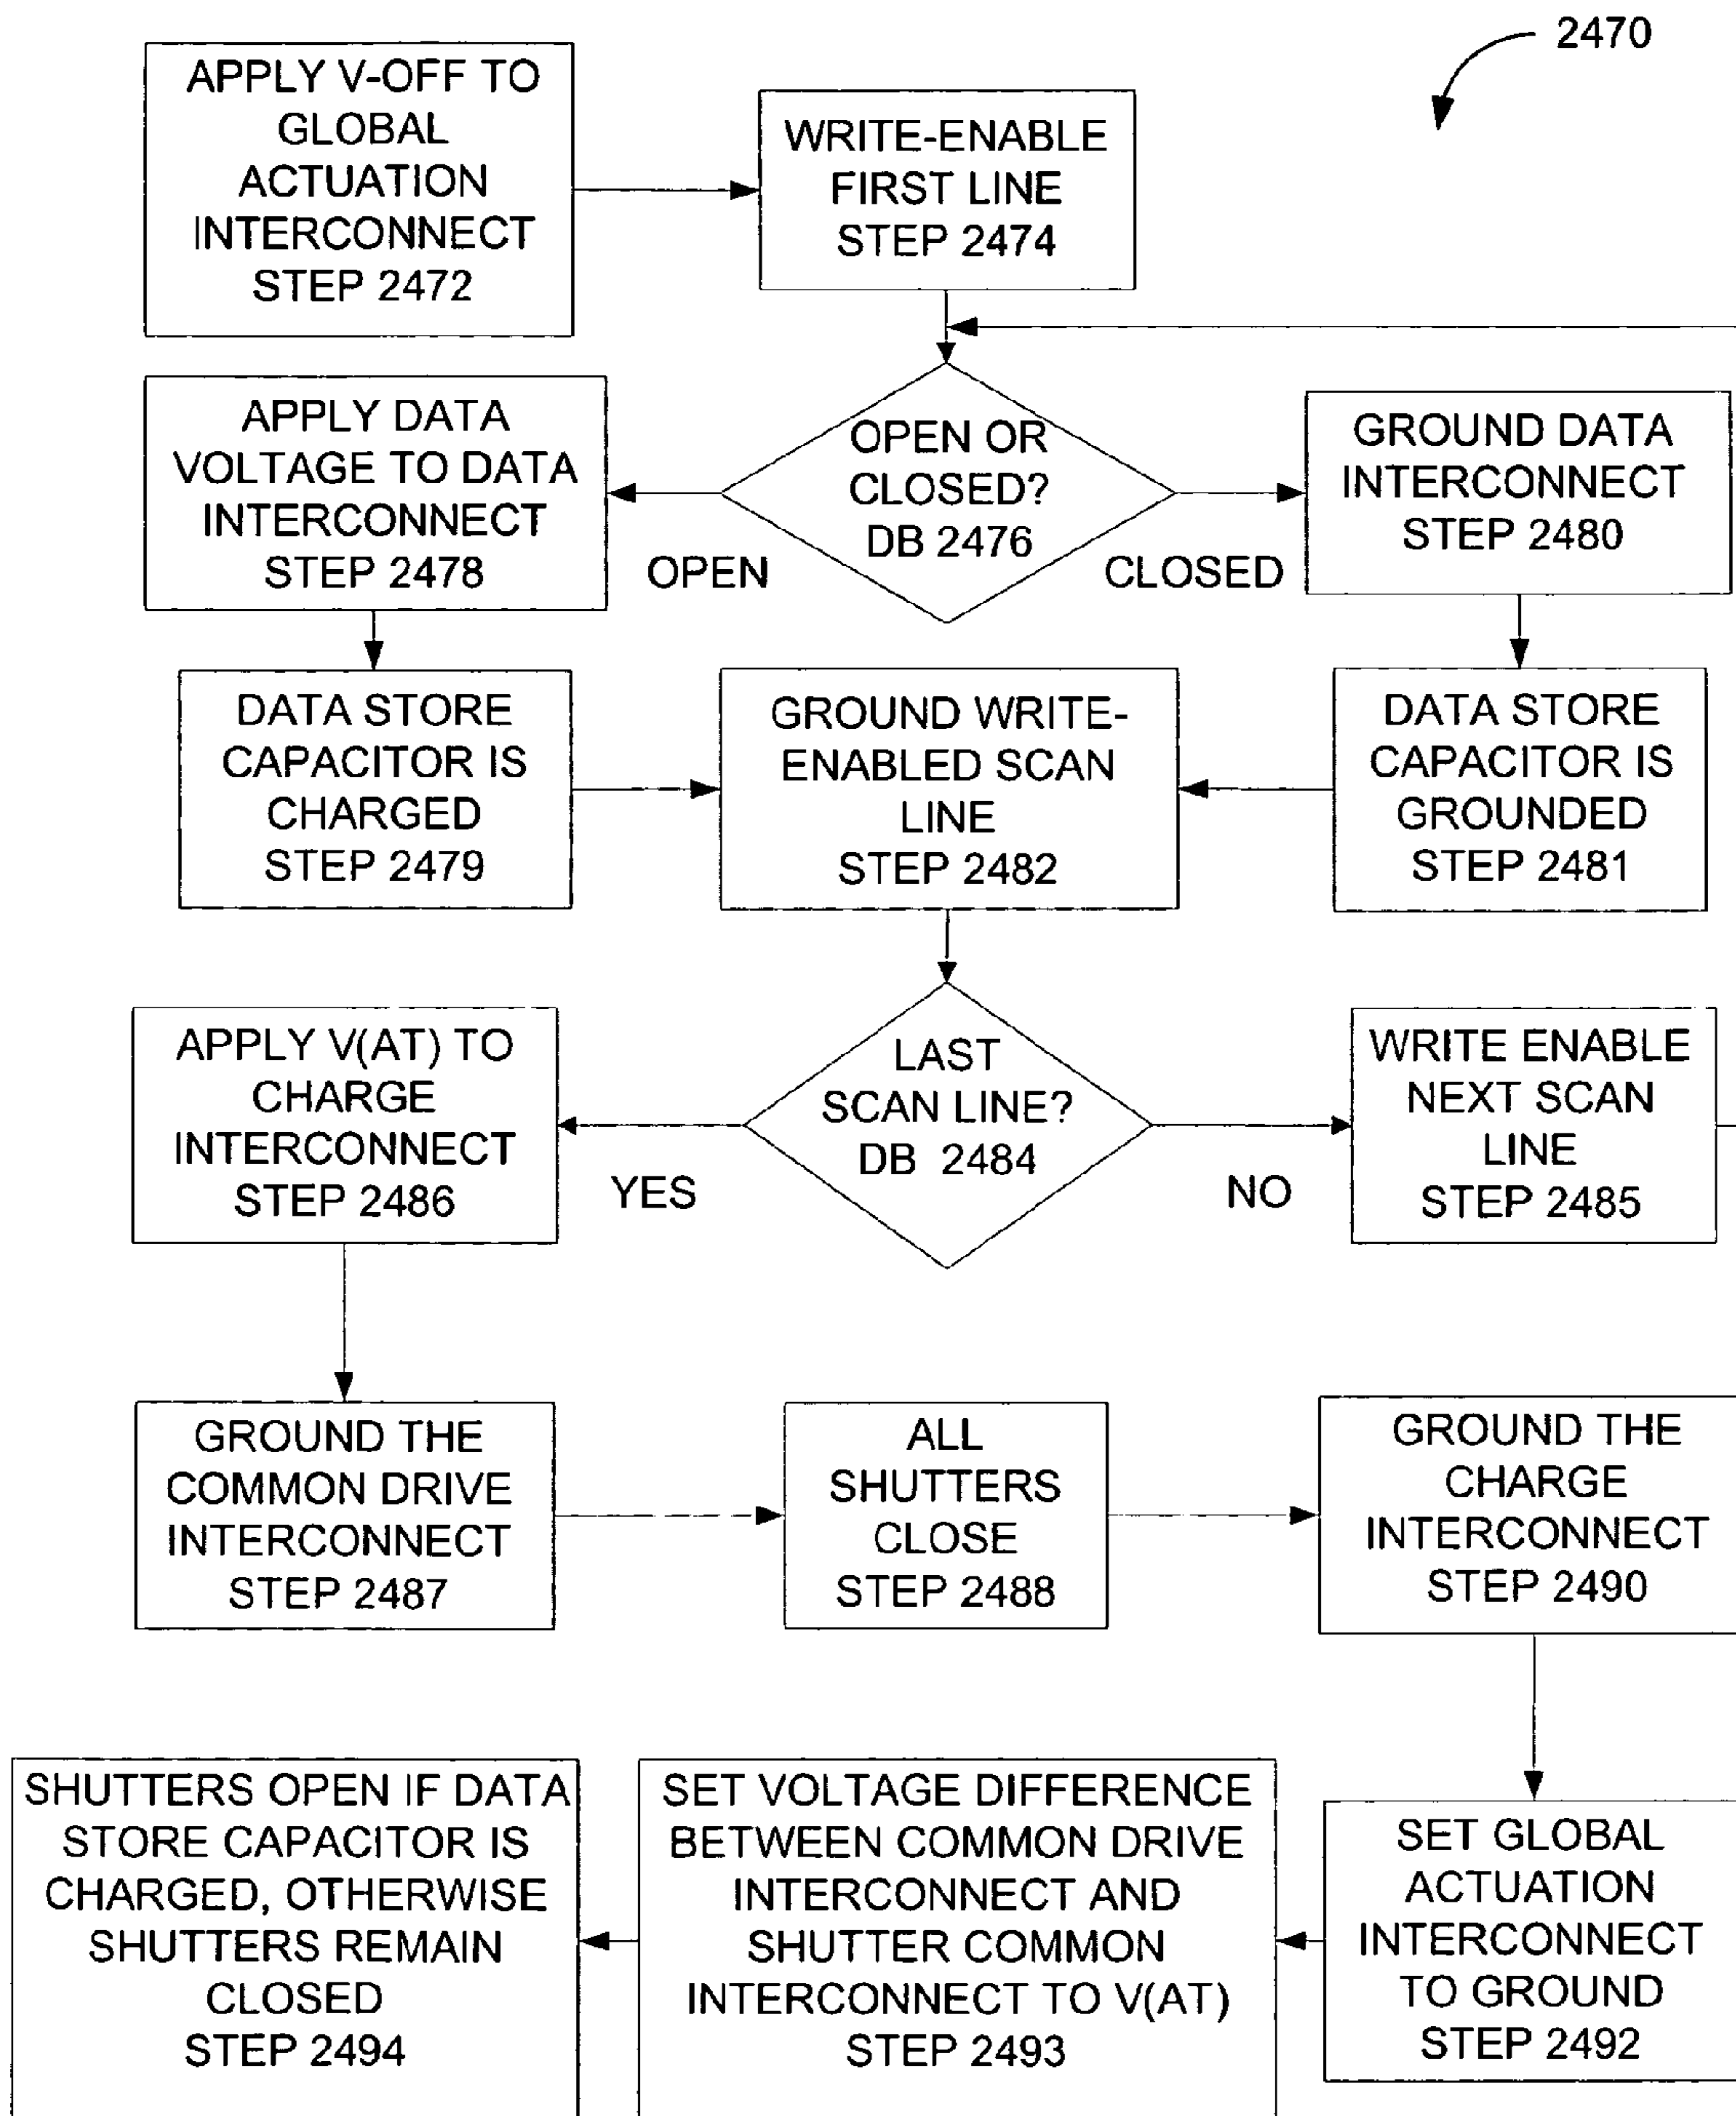 2470
APPLY V-OFF TO
GLOBAL
ACTUATION
INTERCONNECT
STEP 2472
WRITE-ENABLE
FIRST LINE
STEP 2474
APPLY DATA
VOLTAGE TO DATA
INTERCONNECT
STEP 2478
OPEN
OPEN OR
CLOSED?
DB 2476
CLOSED
GROUND DATA
INTERCONNECT
STEP 2480
DATA STORE
CAPACITOR IS
CHARGED
STEP 2479
GROUND WRITE-
ENABLED SCAN
LINE
STEP 2482
DATA STORE
CAPACITOR IS
GROUNDED
STEP 2481
APPLY V(AT) TO
CHARGE
INTERCONNECT
STEP 2486
YES
LAST
SCAN LINE?
DB 2484
NO
WRITE ENABLE
NEXT SCAN
LINE
STEP 2485
GROUND THE
COMMON DRIVE
INTERCONNECT
STEP 2487
ALL
SHUTTERS
CLOSE
STEP 2488
GROUND THE
CHARGE
INTERCONNECT
STEP 2490
SHUTTERS OPEN IF DATA
STORE CAPACITOR IS
CHARGED, OTHERWISE
SHUTTERS REMAIN
CLOSED
STEP 2494
SET VOLTAGE DIFFERENCE
BETWEEN COMMON DRIVE
INTERCONNECT AND
SHUTTER COMMON
INTERCONNECT TO V(AT)
STEP 2493
SET GLOBAL
ACTUATION
INTERCONNECT
TO GROUND
STEP 2492